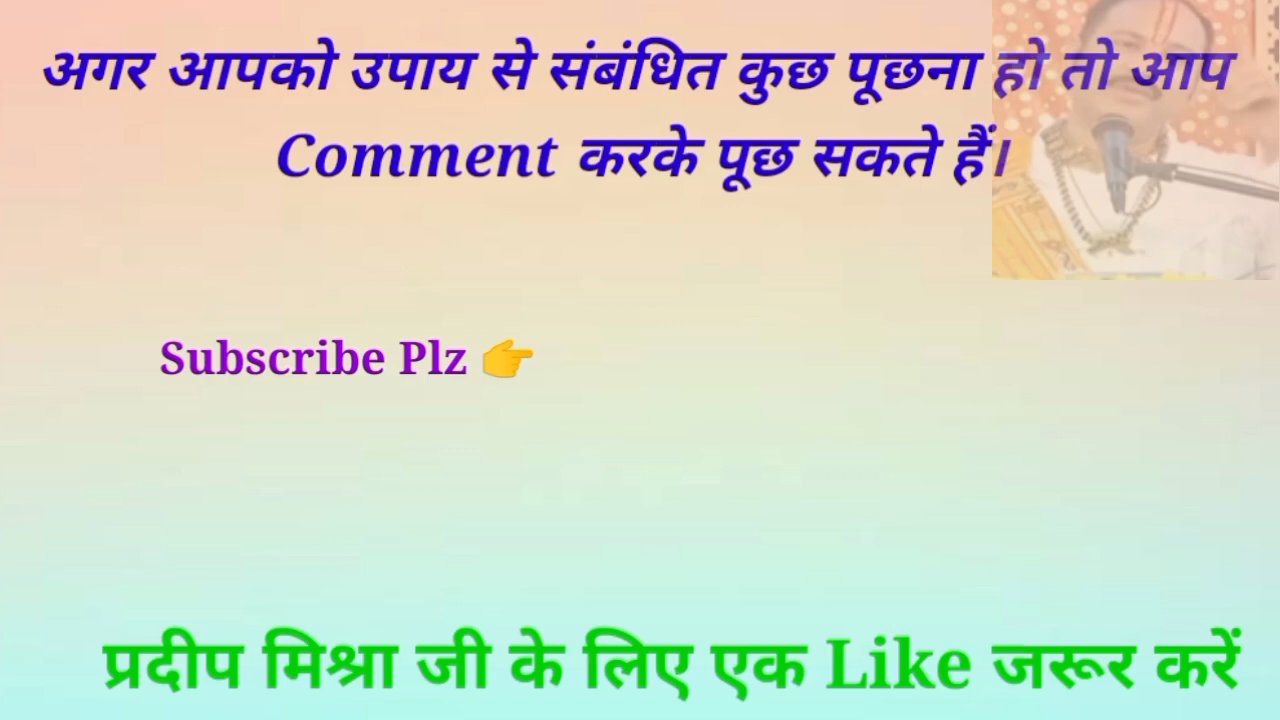 अगर आपको उपाय से संबंधित कुछ पूछना हो तो आप
Comment करके पूछ सकते हैं।
Subscribe Plz 👉
प्रदीप मिश्रा जी के लिए एक Like जरूर करें